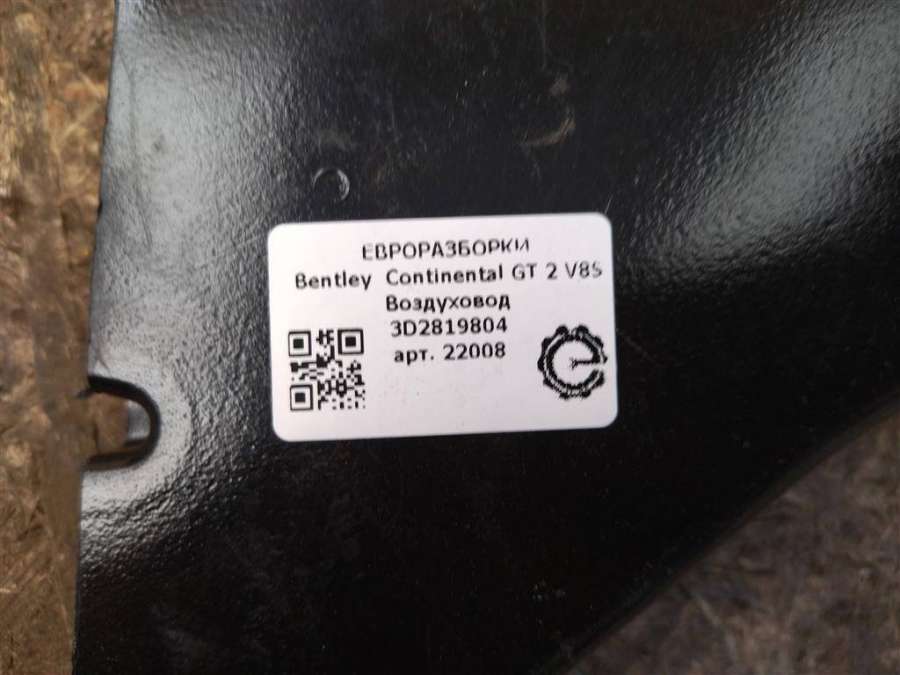 ЕВРОРАЗБОРКИ
Bentley Continental GT 2 V8S
Воздуховод
3D2819804
арт. 22008